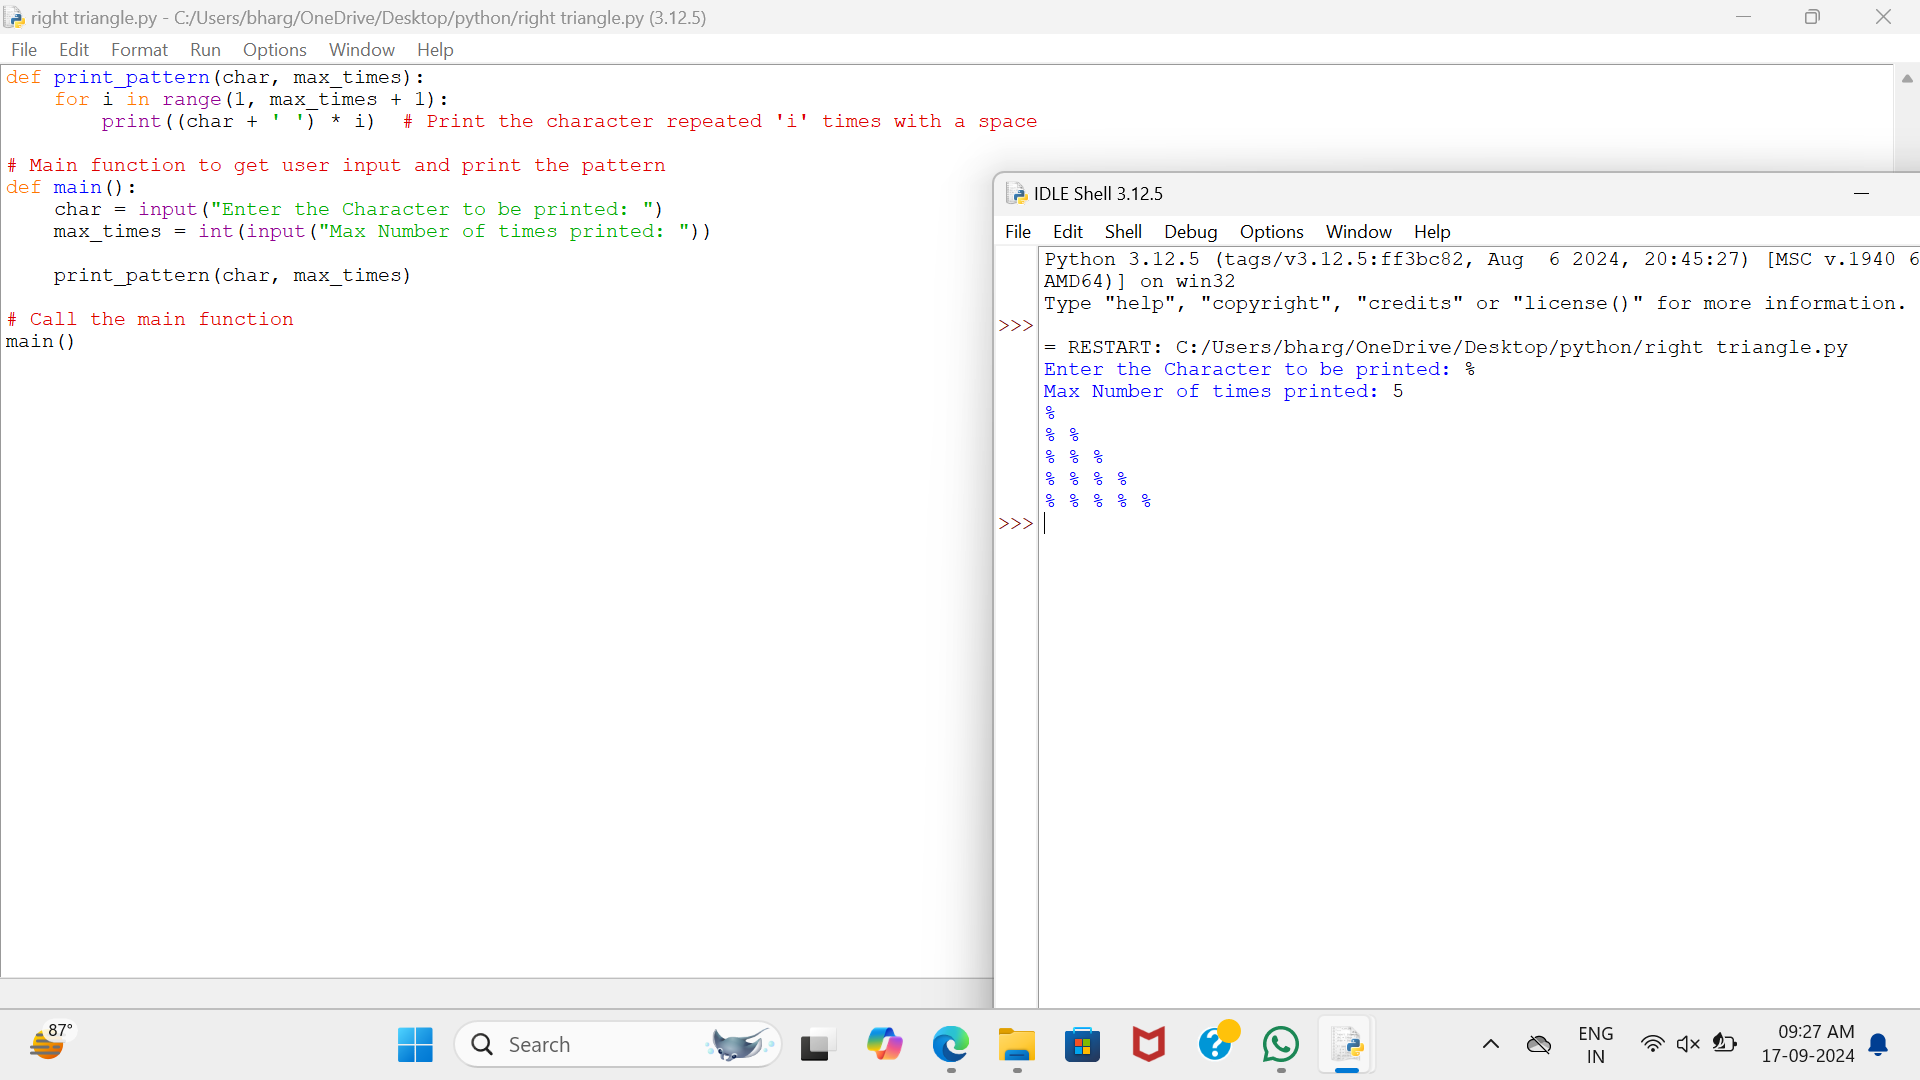 right triangle.py - C:/Users/bharg/OneDrive/Desktop/python/right triangle.py (3.12.5)
File Edit Format Run Options Window Help
def print_pattern(char, max_times):
    for i in range(1, max_times + 1):
        print((char + ' ') * i)  # Print the character repeated 'i' times with a space

# Main function to get user input and print the pattern
def main():
    char = input("Enter the Character to be printed: ")
    max_times = int(input("Max Number of times printed: "))

    print_pattern(char, max_times)

# Call the main function
main()
IDLE Shell 3.12.5
File Edit Shell Debug Options Window Help
Python 3.12.5 (tags/v3.12.5:ff3bc82, Aug  6 2024, 20:45:27) [MSC v.1940 6
AMD64)] on win32
Type "help", "copyright", "credits" or "license()" for more information.
>>>
= RESTART: C:/Users/bharg/OneDrive/Desktop/python/right triangle.py
Enter the Character to be printed: %
Max Number of times printed: 5
%
% %
% % %
% % % %
% % % % %
>>>
87°
Search
ENG
IN
09:27 AM
17-09-2024